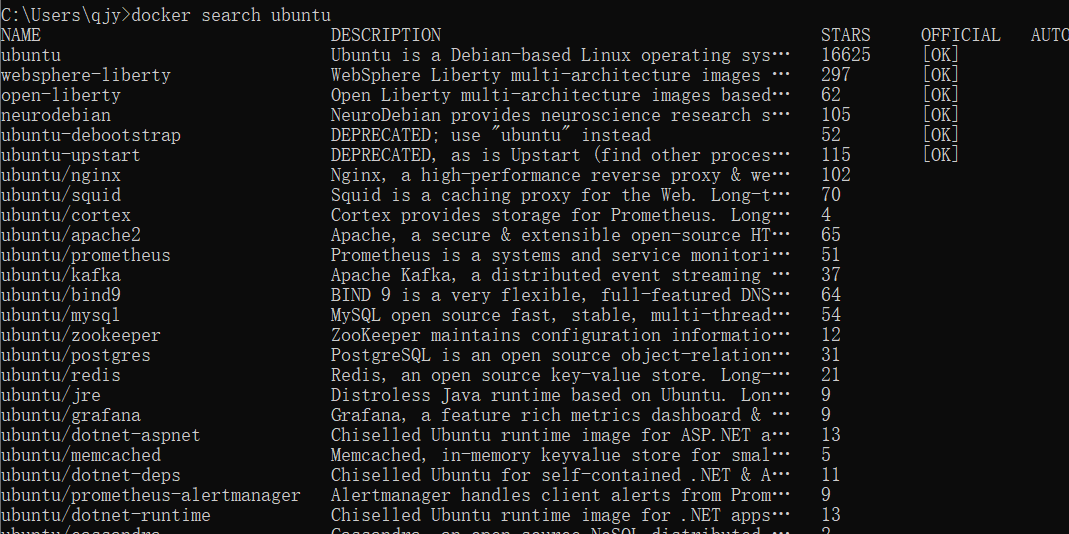 C:\Users\qjy>docker search ubuntu
NAME DESCRIPTION STARS OFFICIAL AUTO
ubuntu Ubuntu is a Debian-based Linux operating sys… 16625 [OK]
websphere-liberty WebSphere Liberty multi-architecture images … 297 [OK]
open-liberty Open Liberty multi-architecture images based… 62 [OK]
neurodebian NeuroDebian provides neuroscience research s… 105 [OK]
ubuntu-debootstrap DEPRECATED; use "ubuntu" instead 52 [OK]
ubuntu-upstart DEPRECATED, as is Upstart (find other proces… 115 [OK]
ubuntu/nginx Nginx, a high-performance reverse proxy & we… 102
ubuntu/squid Squid is a caching proxy for the Web. Long-t… 70
ubuntu/cortex Cortex provides storage for Prometheus. Long… 4
ubuntu/apache2 Apache, a secure & extensible open-source HT… 65
ubuntu/prometheus Prometheus is a systems and service monitori… 51
ubuntu/kafka Apache Kafka, a distributed event streaming … 37
ubuntu/bind9 BIND 9 is a very flexible, full-featured DNS… 64
ubuntu/mysql MySQL open source fast, stable, multi-thread… 54
ubuntu/zookeeper ZooKeeper maintains configuration informatio… 12
ubuntu/postgres PostgreSQL is an open source object-relation… 31
ubuntu/redis Redis, an open source key-value store. Long-… 21
ubuntu/jre Distroless Java runtime based on Ubuntu. Lon… 9
ubuntu/grafana Grafana, a feature rich metrics dashboard & … 9
ubuntu/dotnet-aspnet Chiselled Ubuntu runtime image for ASP.NET a… 13
ubuntu/memcached Memcached, in-memory keyvalue store for smal… 5
ubuntu/dotnet-deps Chiselled Ubuntu for self-contained .NET & A… 11
ubuntu/prometheus-alertmanager Alertmanager handles client alerts from Prom… 9
ubuntu/dotnet-runtime Chiselled Ubuntu runtime image for .NET apps… 13
ubuntu/cassandra Cassandra, an open source NoSQL distributed … 2